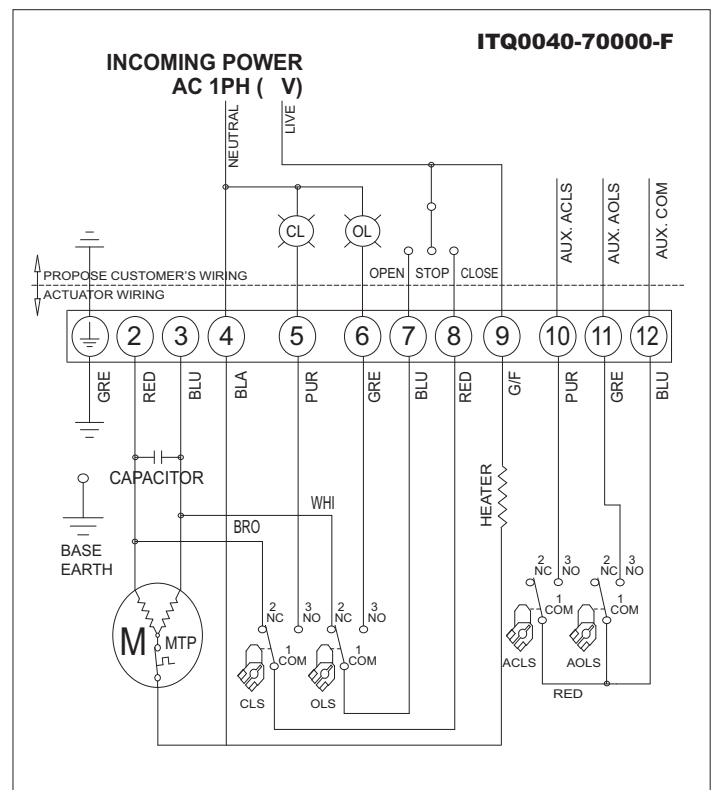 ITQ0040-70000-F
INCOMING POWER
AC 1PH (   V)
NEUTRAL
LIVE
AUX. ACLS
AUX. AOLS
AUX. COM
CL
OL
OPEN
STOP
CLOSE
PROPOSE CUSTOMER'S WIRING
ACTUATOR WIRING
2
3
4
5
6
7
8
9
10
11
12
GRE
RED
BLU
BLA
PUR
GRE
BLU
RED
G/F
PUR
GRE
BLU
CAPACITOR
HEATER
WHI
BRO
BASE
EARTH
M
MTP
2
NC
3
NO
1
COM
CLS
2
NC
3
NO
1
COM
OLS
2
NC
3
NO
1
COM
ACLS
2
NC
3
NO
1
COM
AOLS
RED